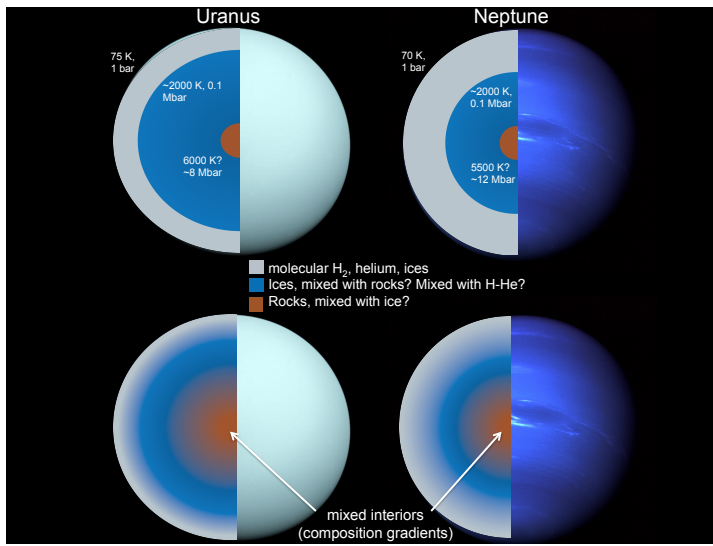 Uranus
Neptune
75 K,
1 bar
~2000 K, 0.1
Mbar
6000 K?
~8 Mbar
70 K,
1 bar
~2000 K,
0.1 Mbar
5500 K?
~12 Mbar
molecular H₂, helium, ices
Ices, mixed with rocks? Mixed with H-He?
Rocks, mixed with ice?
mixed interiors
(composition gradients)